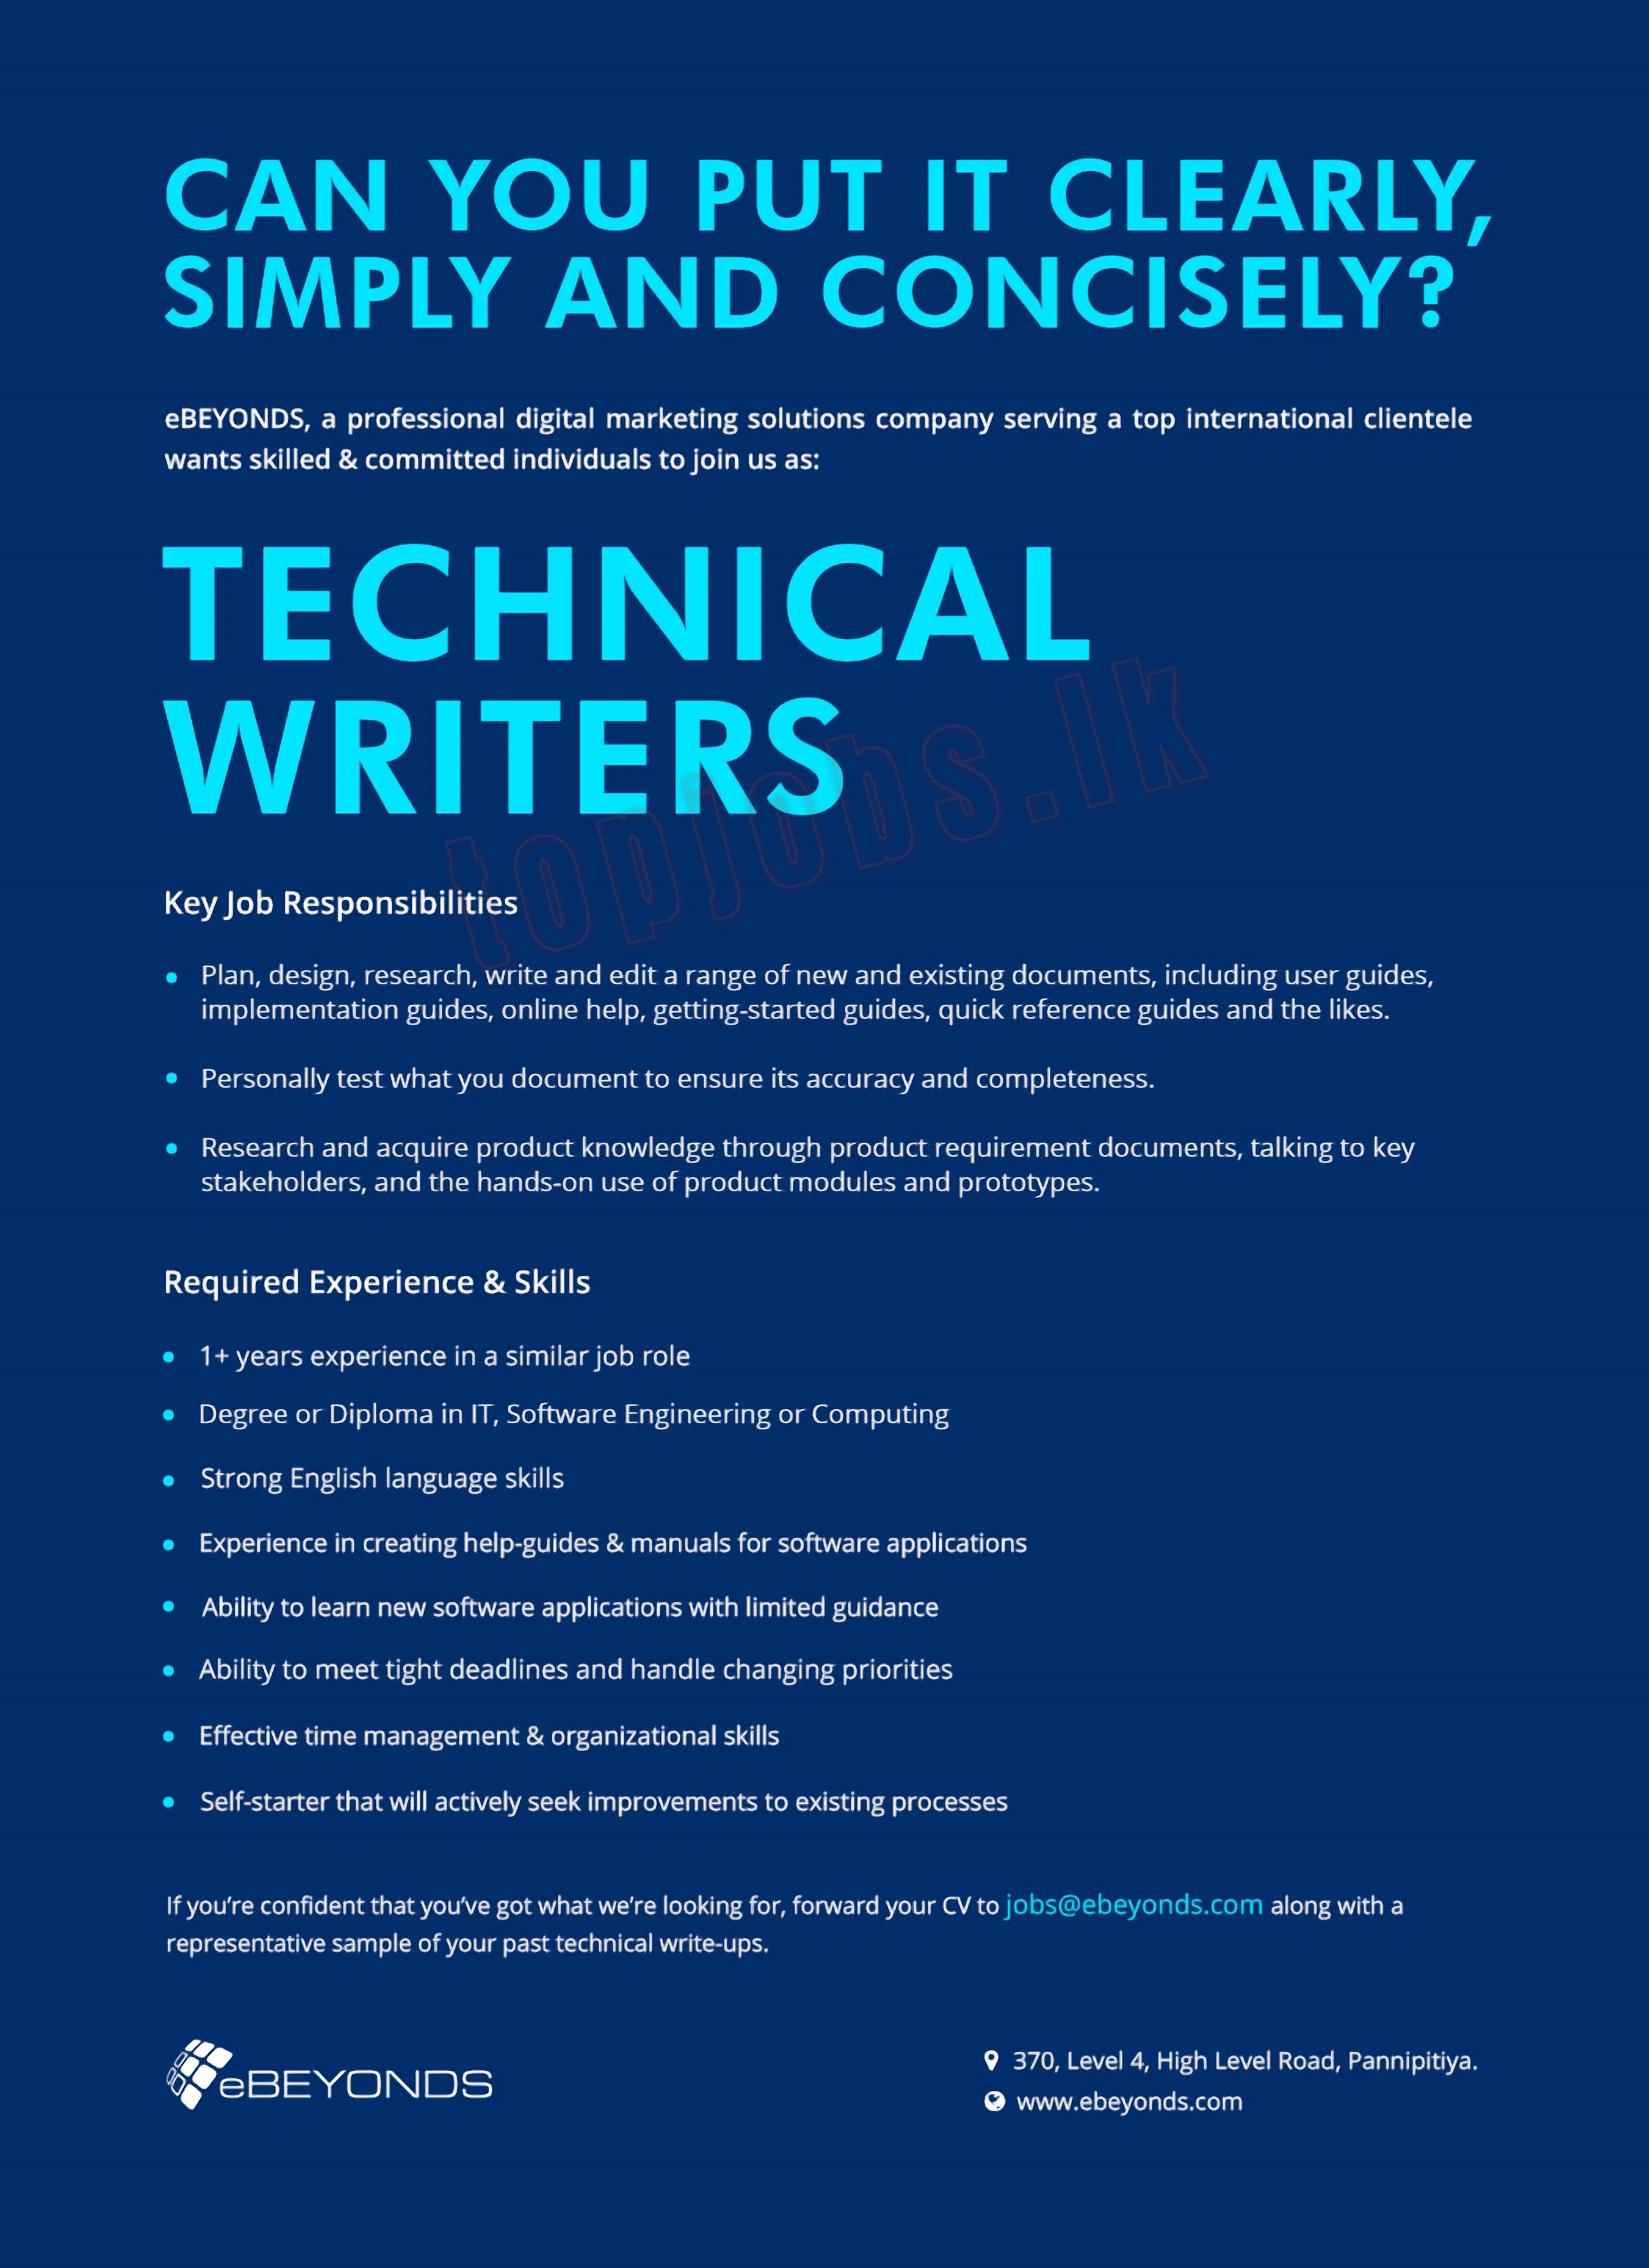 CAN YOU PUT IT CLEARLY,
SIMPLY AND CONCISELY?
eBEYONDS, a professional digital marketing solutions company serving a top international clientele
wants skilled & committed individuals to join us as:
TECHNICAL
WRITERS
topjobs.lk
Key Job Responsibilities
• Plan, design, research, write and edit a range of new and existing documents, including user guides,
implementation guides, online help, getting-started guides, quick reference guides and the likes.
• Personally test what you document to ensure its accuracy and completeness.
• Research and acquire product knowledge through product requirement documents, talking to key
stakeholders, and the hands-on use of product modules and prototypes.
Required Experience & Skills
• 1+ years experience in a similar job role
• Degree or Diploma in IT, Software Engineering or Computing
• Strong English language skills
• Experience in creating help-guides & manuals for software applications
• Ability to learn new software applications with limited guidance
• Ability to meet tight deadlines and handle changing priorities
• Effective time management & organizational skills
• Self-starter that will actively seek improvements to existing processes
If you're confident that you've got what we're looking for, forward your CV to jobs@ebeyonds.com along with a
representative sample of your past technical write-ups.
eBEYONDS
370, Level 4, High Level Road, Pannipitiya.
www.ebeyonds.com